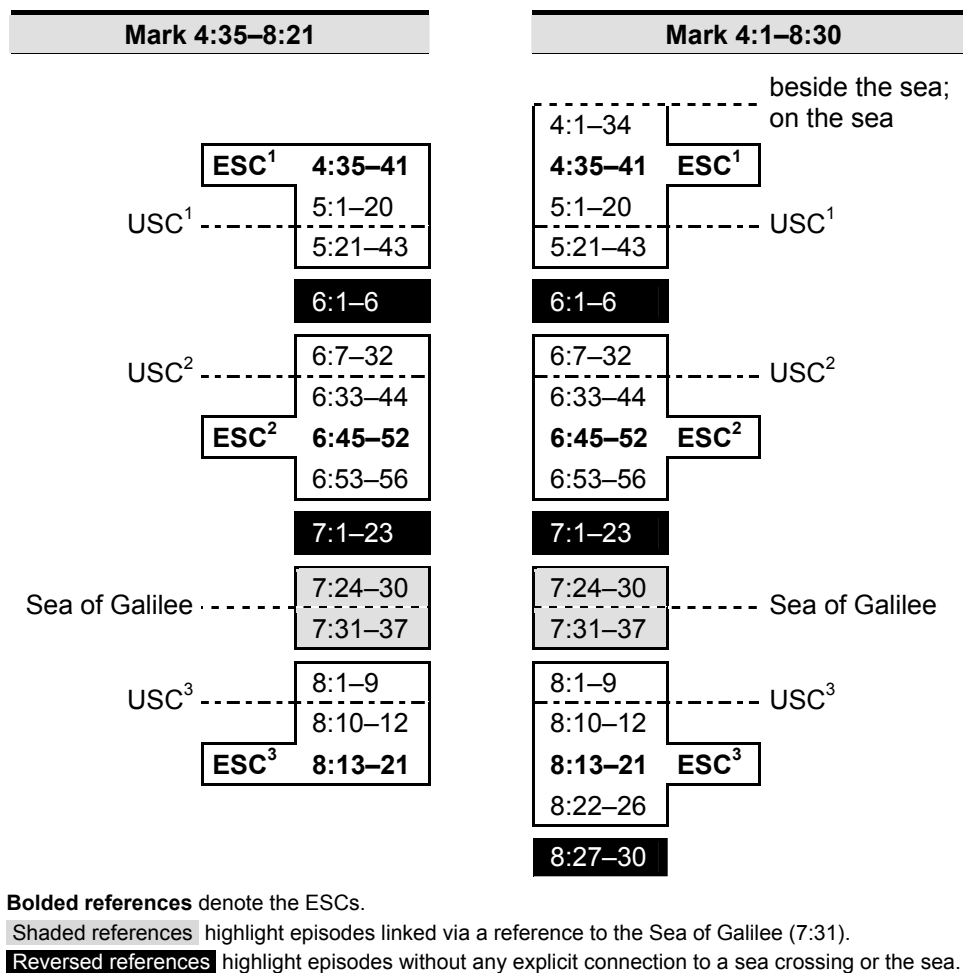 Mark 4:35–8:21
ESC1 4:35–41
5:1–20
USC1
5:21–43
6:1–6
6:7–32
USC2
6:33–44
ESC2 6:45–52
6:53–56
7:1–23
7:24–30
Sea of Galilee
7:31–37
8:1–9
USC3
8:10–12
ESC3 8:13–21
Mark 4:1–8:30
beside the sea;
on the sea
4:1–34
4:35–41 ESC1
5:1–20
USC1
5:21–43
6:1–6
6:7–32
USC2
6:33–44
6:45–52 ESC2
6:53–56
7:1–23
7:24–30
Sea of Galilee
7:31–37
8:1–9
USC3
8:10–12
8:13–21 ESC3
8:22–26
8:27–30
Bolded references denote the ESCs.
Shaded references highlight episodes linked via a reference to the Sea of Galilee (7:31).
Reversed references highlight episodes without any explicit connection to a sea crossing or the sea.